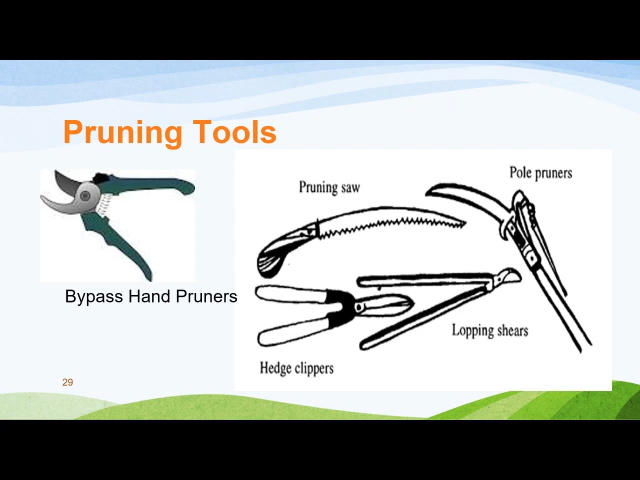 Pruning Tools
Pole pruners
Pruning saw
Bypass Hand Pruners
Lopping shears
Hedge clippers
29